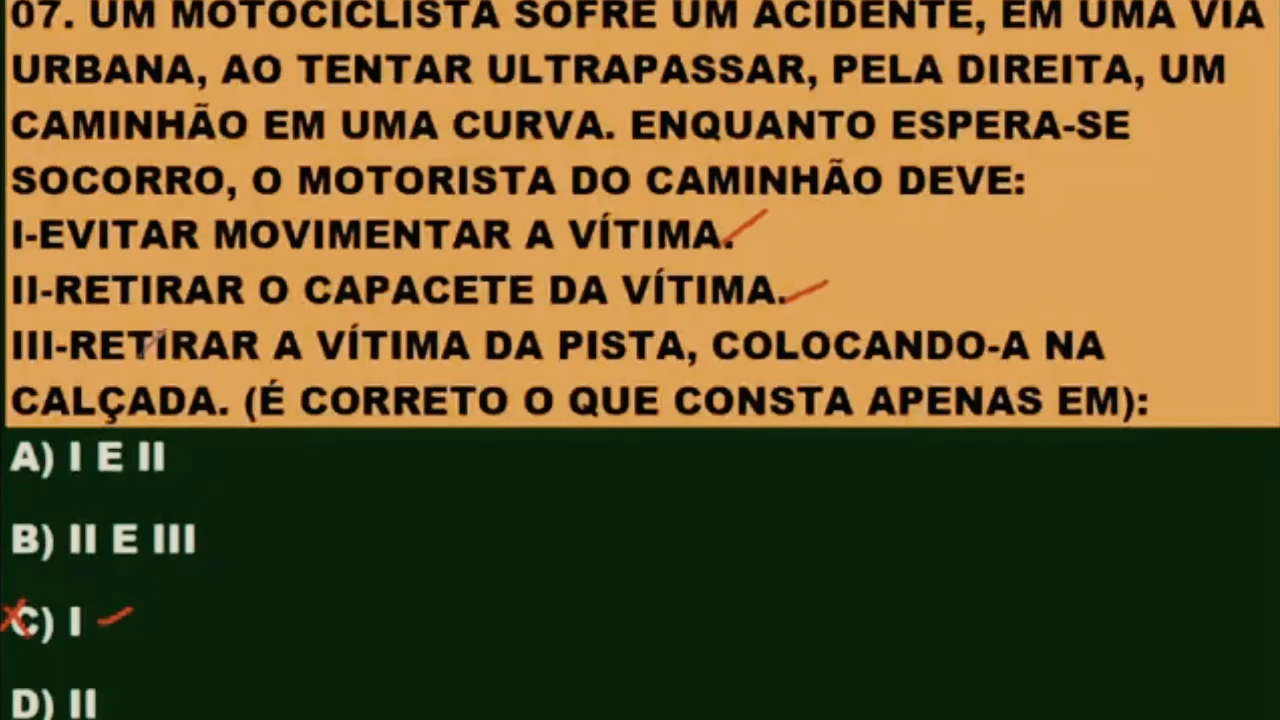 07. UM MOTOCICLISTA SOFRE UM ACIDENTE, EM UMA VIA
URBANA, AO TENTAR ULTRAPASSAR, PELA DIREITA, UM
CAMINHÃO EM UMA CURVA. ENQUANTO ESPERA-SE
SOCORRO, O MOTORISTA DO CAMINHÃO DEVE:
I-EVITAR MOVIMENTAR A VÍTIMA.
II-RETIRAR O CAPACETE DA VÍTIMA.
III-RETIRAR A VÍTIMA DA PISTA, COLOCANDO-A NA
CALÇADA. (É CORRETO O QUE CONSTA APENAS EM):
A) I E II
B) II E III
C) I
D) II